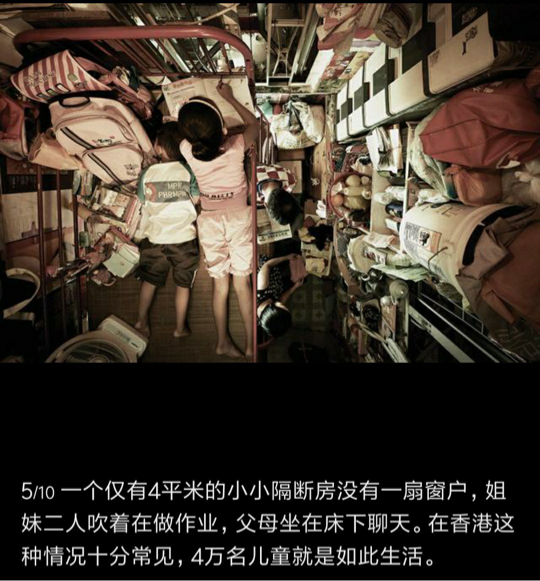 5/10 一个仅有4平米的小小隔断房没有一扇窗户，姐
妹二人吹着在做作业，父母坐在床下聊天。在香港这
种情况十分常见，4万名儿童就是如此生活。